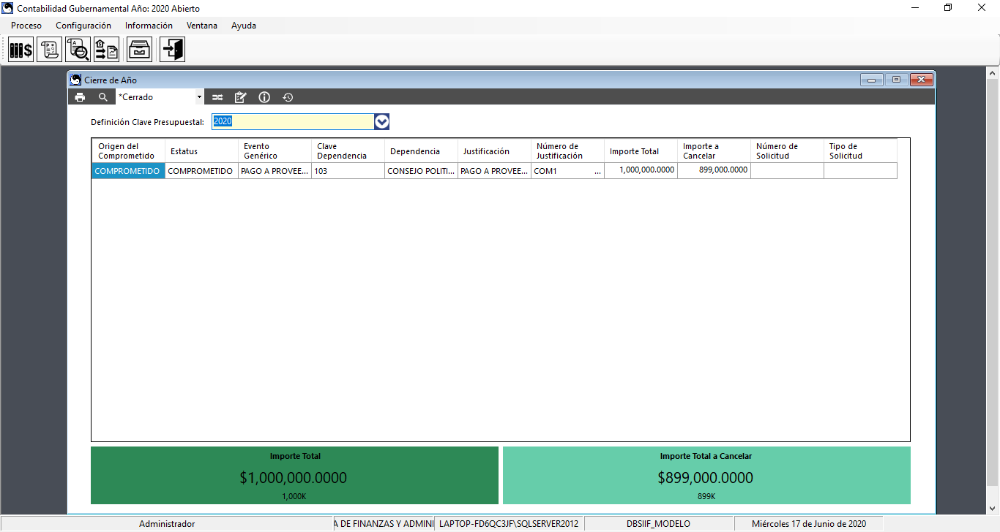 Contabilidad Gubernamental Año: 2020 Abierto
Proceso Configuración Información Ventana Ayuda
Cierre de Año
*Cerrado
Definición Clave Presupuestal: 2020
Origen del Comprometido Estatus Evento Genérico Clave Dependencia Dependencia Justificación Número de Justificación Importe Total Importe a Cancelar Número de Solicitud Tipo de Solicitud
COMPROMETIDO COMPROMETIDO PAGO A PROVEE... 103 CONSEJO POLITI... PAGO A PROVEE... COM1 ... 1,000,000.0000 899,000.0000
Importe Total
$1,000,000.0000
1,000K
Importe Total a Cancelar
$899,000.0000
899K
Administrador A DE FINANZAS Y ADMINI LAPTOP-FD6QC3JF\SQLSERVER2012 DBSIIF_MODELO Miércoles 17 de Junio de 2020